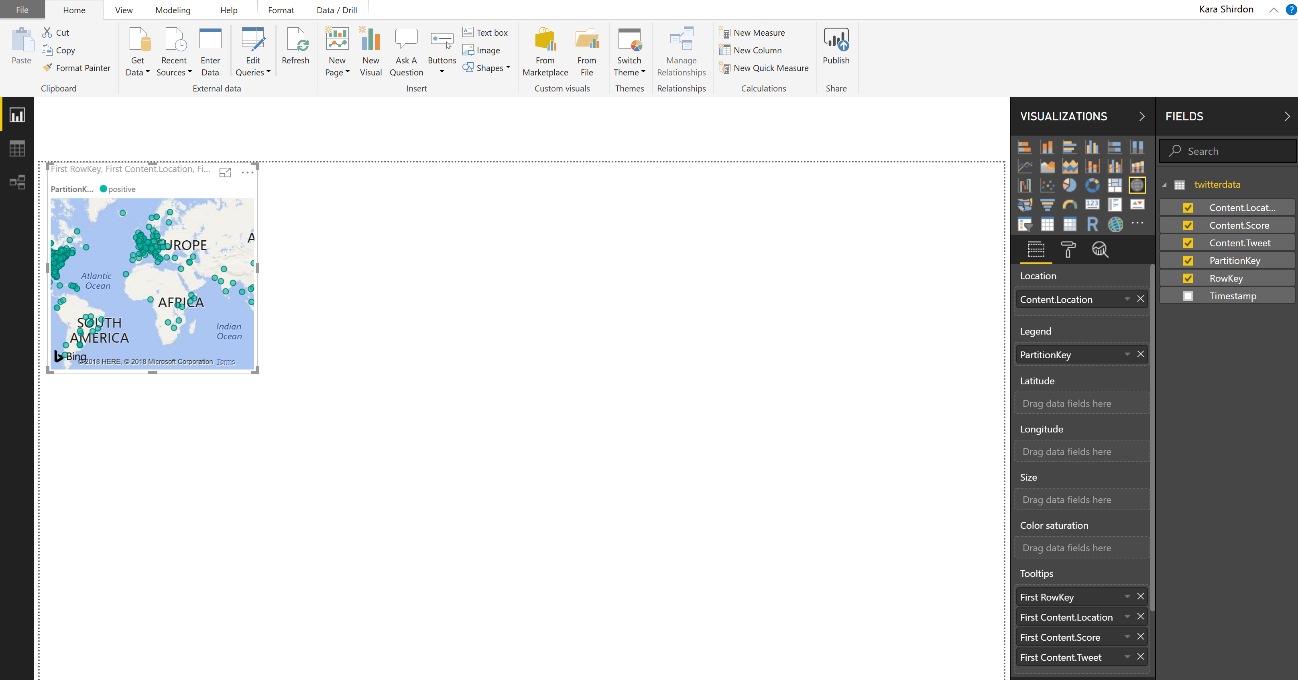 File Home View Modeling Help Format Data / Drill Kara Shirdon ?
Paste Cut
Copy
Format Painter
Clipboard
Get Data Recent Sources Enter Data Edit Queries Refresh
External data
New Page New Visual Ask A Question Buttons Text box
Image
Shapes
Insert
From Marketplace From File
Custom visuals
Switch Theme
Themes
Manage Relationships
Relationships
New Measure
New Column
New Quick Measure
Calculations
Publish
Share
First RowKey, First Content.Location, Fi...
PartitionK... positive
EUROPE
A
Atlantic
Ocean
AFRICA
SOUTH
AMERICA
Indian
Ocean
Bing
© 2018 HERE, © 2018 Microsoft Corporation Terms
VISUALIZATIONS
123
R
Location
Content.Location
Legend
PartitionKey
Latitude
Drag data fields here
Longitude
Drag data fields here
Size
Drag data fields here
Color saturation
Drag data fields here
Tooltips
First RowKey
First Content.Location
First Content.Score
First Content.Tweet
FIELDS
Search
twitterdata
Content.Locat...
Content.Score
Content.Tweet
PartitionKey
RowKey
Timestamp